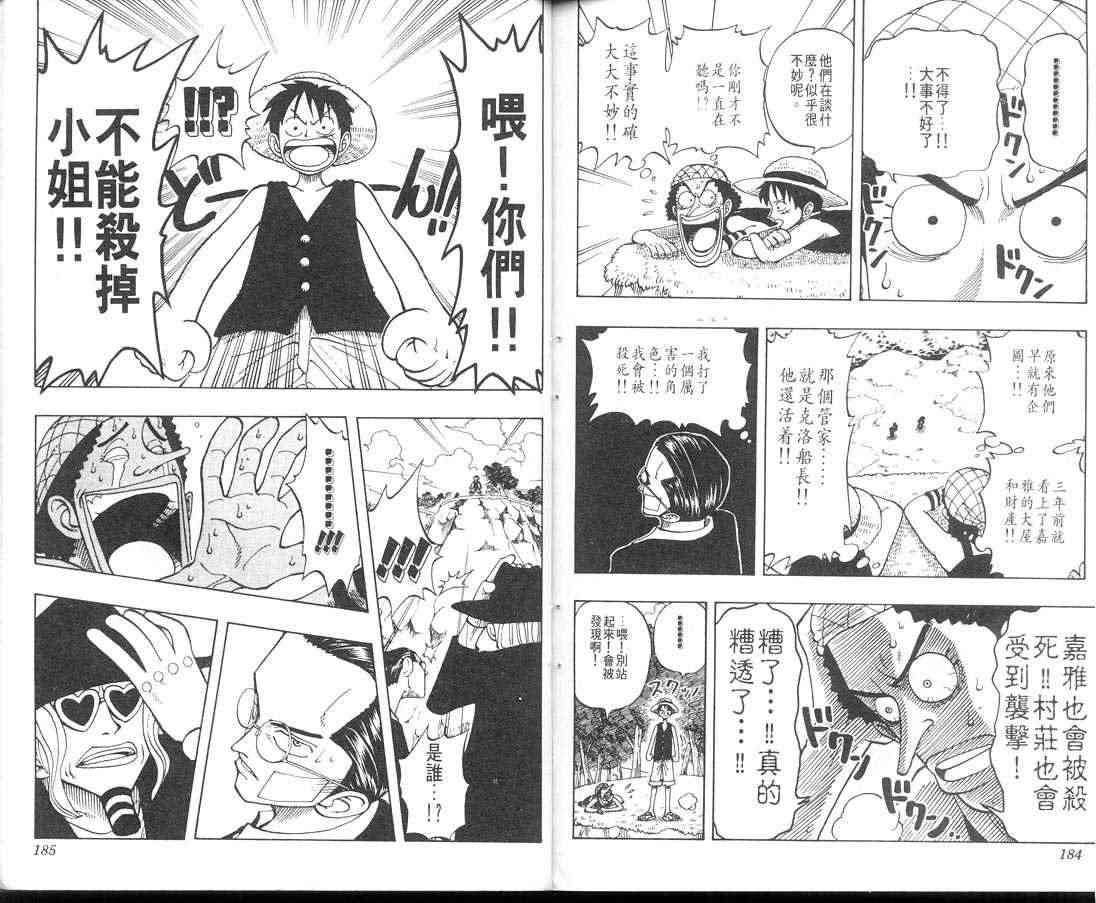 ‥‥‥‥‥
不得了…!!
大事不好了
…!!
ドクン
ドクン
ドクン
他們在談什
麼？似乎很
不妙呢。
你剛才不
是一直在
聽嗎!?
這事實的確
大大不妙!!
原來他們
早就有企
圖…!!
三年前就
看上了嘉
雅的大屋
和財產!!
那個管家……
就是克洛船長!!
他還活着!!
我打了
一個厲
害的角
色…!!
我會被
殺死!!
嘉雅也會被殺
死!!村莊也會
受到襲擊！
糟了…!!真的
糟透了…!!
ドクン
ドクン…
‥‥‥‥
…喂！別站
起來！會被
發現啊！
スクッ！
184
喂！你們!!
!!!?
どーん!!
不能殺掉
小姐!!
!!!
‥‥‥‥‥!!!
是誰…!?
185